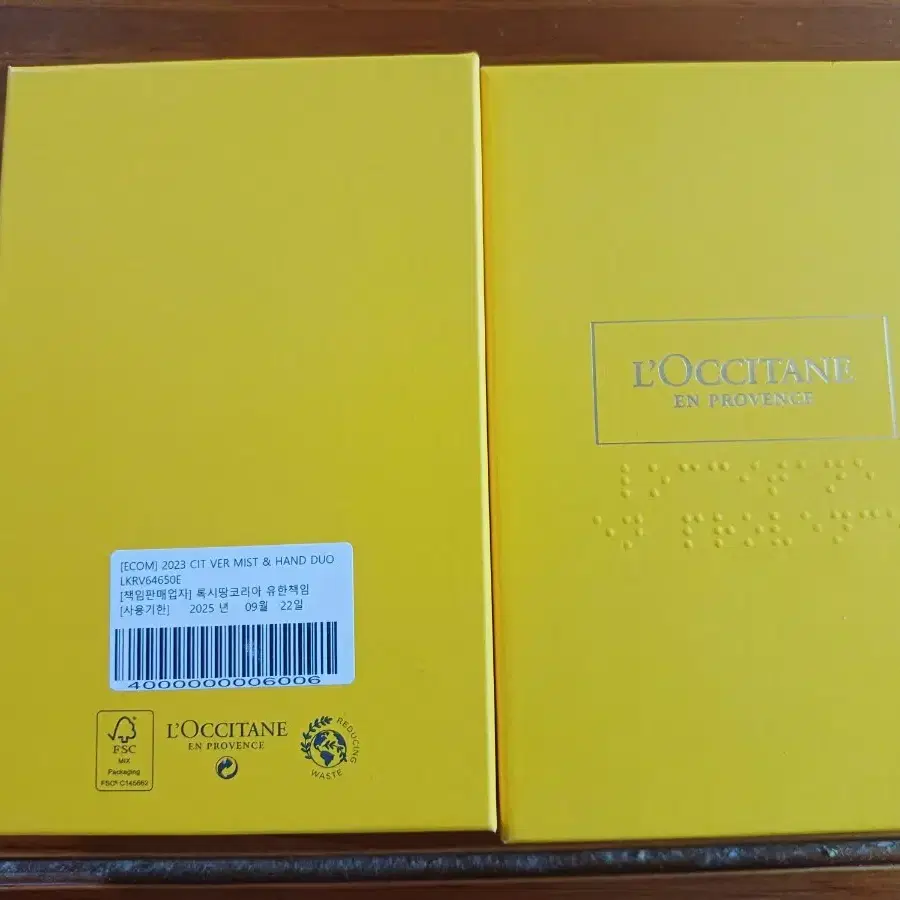 [ECOM] 2023 CIT VER MIST & HAND DUO
LKRV64650E
[책임판매업자] 록시땅코리아 유한책임
[사용기한] 2025 년 09월 22일
4000000006006
FSC
MIX
Packaging
FSC® C145662
L'OCCITANE
EN PROVENCE
REDUCING
WASTE
L'OCCITANE
EN PROVENCE